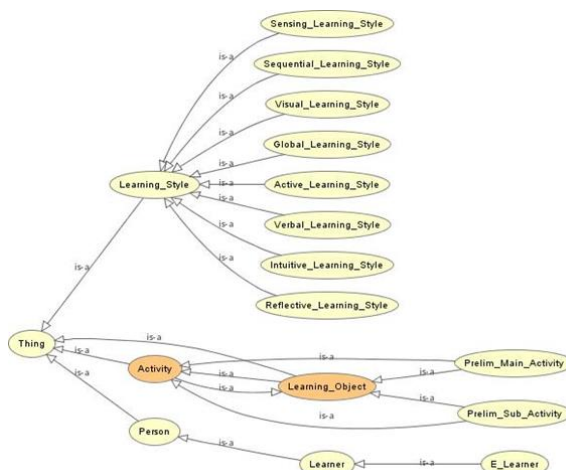 Sensing_Learning_Style
is-a
Sequential_Learning_Style
is-a
Visual_Learning_Style
is-a
Global_Learning_Style
is-a
Learning_Style
is-a
Active_Learning_Style
is-a
Verbal_Learning_Style
is-a
Intuitive_Learning_Style
is-a
Reflective_Learning_Style
is-a
Thing
is-a
is-a
is-a
Prelim_Main_Activity
Activity
is-a
is-a
Learning_Object
is-a
is-a
is-a
is-a
Prelim_Sub_Activity
Person
is-a
Learner
is-a
E_Learner